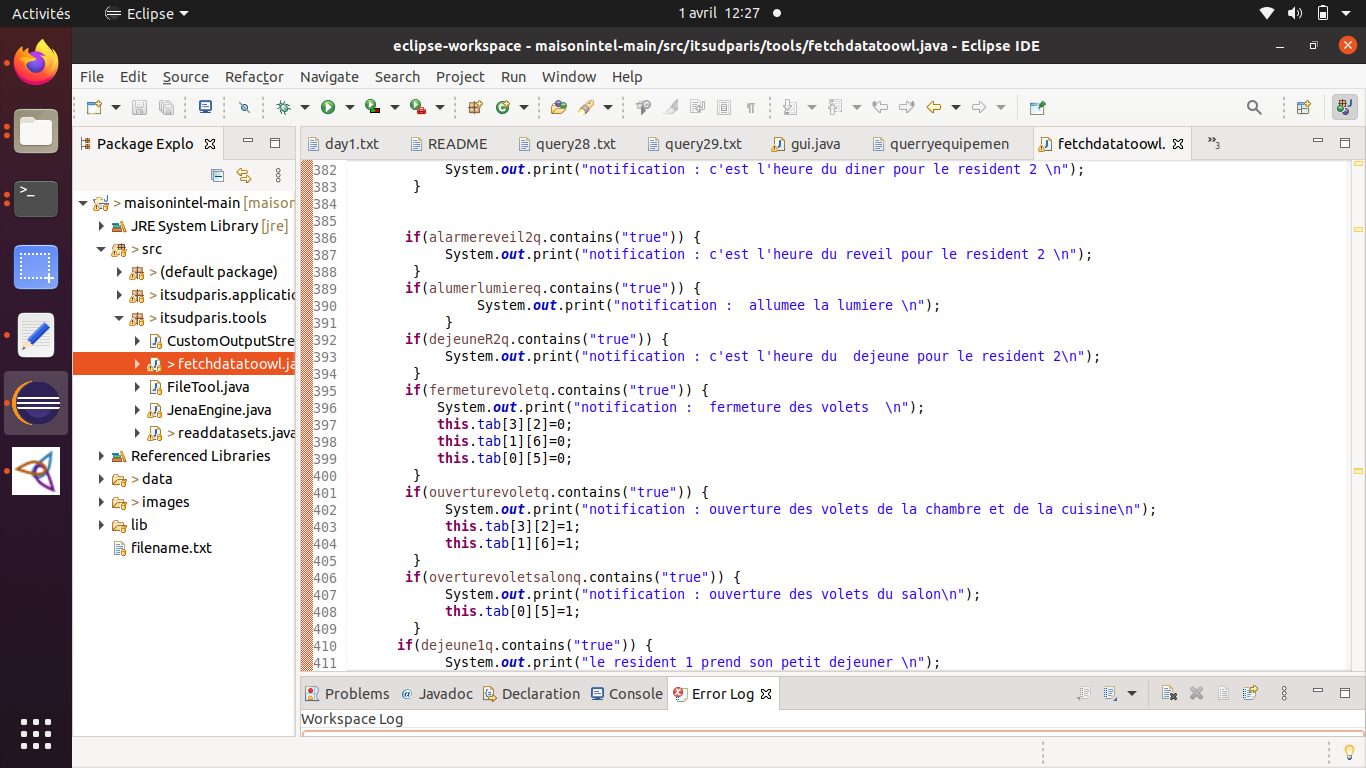 Activités Eclipse 1 avril 12:27
eclipse-workspace - maisonintel-main/src/itsudparis/tools/fetchdatatoowl.java - Eclipse IDE
File Edit Source Refactor Navigate Search Project Run Window Help
Package Explo
day1.txt README query28 .txt query29.txt gui.java querryequipemen fetchdatatoowl. »3
> maisonintel-main [maison
JRE System Library [jre]
> src
> (default package)
> itsudparis.applicatio
> itsudparis.tools
CustomOutputStre
> fetchdatatoowl.ja
FileTool.java
JenaEngine.java
> readdatasets.java
Referenced Libraries
> data
> images
lib
filename.txt
382 System.out.print("notification : c'est l'heure du diner pour le resident 2 \n");
383 }
384
385
386 if(alarmereveil2q.contains("true")) {
387 System.out.print("notification : c'est l'heure du reveil pour le resident 2 \n");
388 }
389 if(alumerlumiereq.contains("true")) {
390 System.out.print("notification :  allumee la lumiere \n");
391 }
392 if(dejeuneR2q.contains("true")) {
393 System.out.print("notification : c'est l'heure du  dejeune pour le resident 2\n");
394 }
395 if(fermeturevoletq.contains("true")) {
396 System.out.print("notification :  fermeture des volets  \n");
397 this.tab[3][2]=0;
398 this.tab[1][6]=0;
399 this.tab[0][5]=0;
400 }
401 if(ouverturevoletq.contains("true")) {
402 System.out.print("notification : ouverture des volets de la chambre et de la cuisine\n");
403 this.tab[3][2]=1;
404 this.tab[1][6]=1;
405 }
406 if(overturevoletsalonq.contains("true")) {
407 System.out.print("notification : ouverture des volets du salon\n");
408 this.tab[0][5]=1;
409 }
410 if(dejeune1q.contains("true")) {
411 System.out.print("le resident 1 prend son petit dejeuner \n");
Problems Javadoc Declaration Console Error Log
Workspace Log